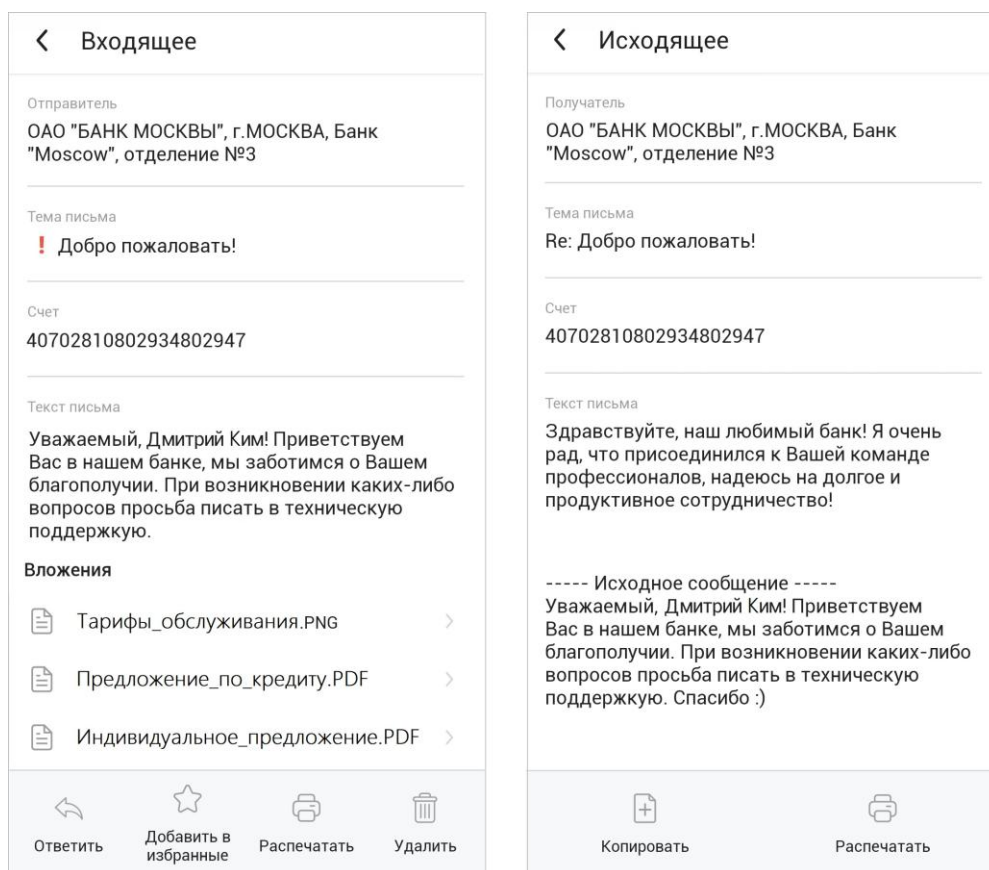 Входящее
Отправитель
ОАО "БАНК МОСКВЫ", г.МОСКВА, Банк
"Moscow", отделение №3
Тема письма
❗ Добро пожаловать!
Счет
40702810802934802947
Текст письма
Уважаемый, Дмитрий Ким! Приветствуем
Вас в нашем банке, мы заботимся о Вашем
благополучии. При возникновении каких-либо
вопросов просьба писать в техническую
поддержкую.
Вложения
Тарифы_обслуживания.PNG
Предложение_по_кредиту.PDF
Индивидуальное_предложение.PDF
Ответить
Добавить в
избранные
Распечатать
Удалить
Исходящее
Получатель
ОАО "БАНК МОСКВЫ", г.МОСКВА, Банк
"Moscow", отделение №3
Тема письма
Re: Добро пожаловать!
Счет
40702810802934802947
Текст письма
Здравствуйте, наш любимый банк! Я очень
рад, что присоединился к Вашей команде
профессионалов, надеюсь на долгое и
продуктивное сотрудничество!
----- Исходное сообщение -----
Уважаемый, Дмитрий Ким! Приветствуем
Вас в нашем банке, мы заботимся о Вашем
благополучии. При возникновении каких-либо
вопросов просьба писать в техническую
поддержкую. Спасибо :)
Копировать
Распечатать